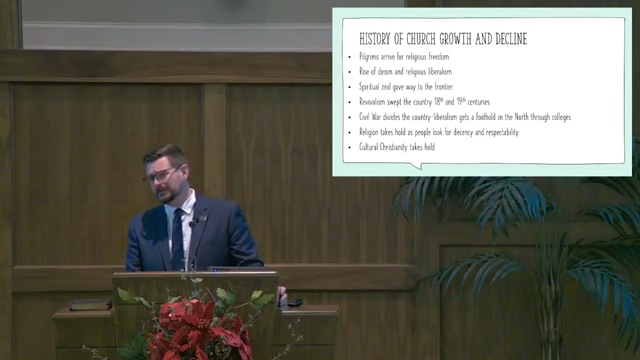 HISTORY OF CHURCH GROWTH AND DECLINE
• Pilgrims arrive for religious freedom
• Rise of deism and religious liberalism
• Spiritual zeal gave way to the frontier
• Revivalism swept the country 18th and 19th centuries
• Civil War divides the country-liberalism gets a foothold in the North through colleges
• Religion takes hold as people look for decency and respectability
• Cultural Christianity takes hold